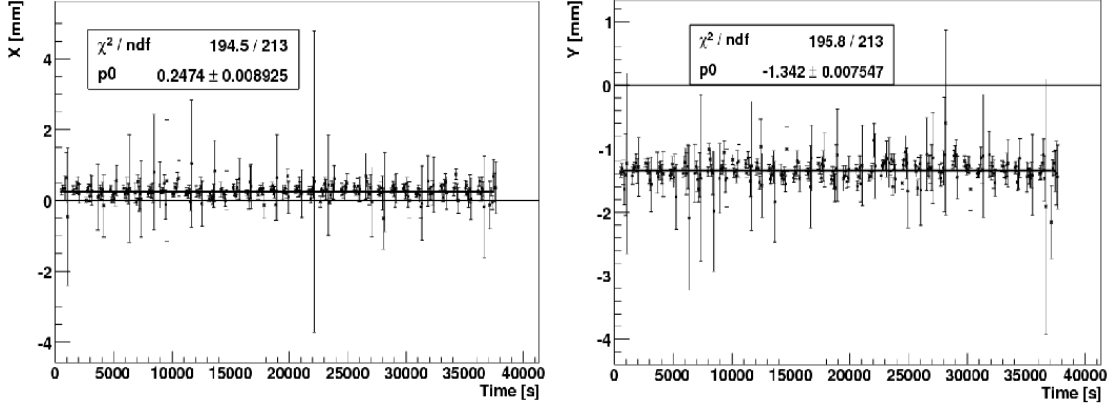 X [mm]
χ² / ndf 194.5 / 213
p0 0.2474 ± 0.008925
4
2
0
-2
-4
0 5000 10000 15000 20000 25000 30000 35000 40000
Time [s]
Y [mm]
χ² / ndf 195.8 / 213
p0 -1.342 ± 0.007547
1
0
-1
-2
-3
-4
0 5000 10000 15000 20000 25000 30000 35000 40000
Time [s]